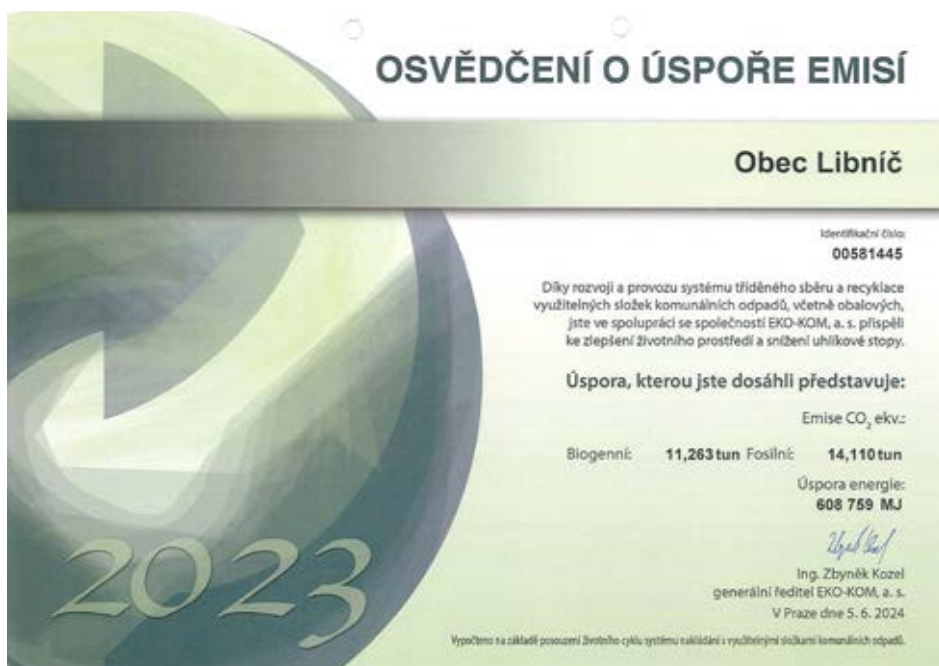 OSVĚDČENÍ O ÚSPOŘE EMISÍ
Obec Libníč
Identifikační číslo:
00581445
Díky rozvoji a provozu systému tříděného sběru a recyklace
využitelných složek komunálních odpadů, včetně obalových,
jste ve spolupráci se společností EKO-KOM, a. s. přispěli
ke zlepšení životního prostředí a snížení uhlíkové stopy.
Úspora, kterou jste dosáhli představuje:
Emise CO₂ ekv.:
Biogenní: 11,263 tun Fosilní: 14,110 tun
Úspora energie:
608 759 MJ
Ing. Zbyněk Kozel
generální ředitel EKO-KOM, a. s.
V Praze dne 5. 6. 2024
2023
Vypočteno na základě posouzení životního cyklu systému nakládání s využitelnými složkami komunálních odpadů.